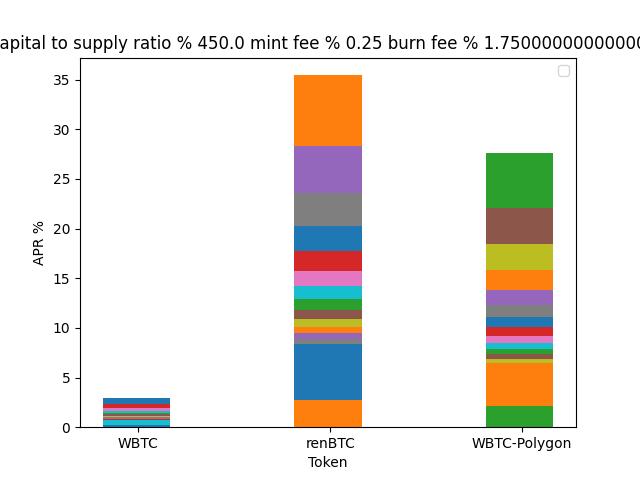 apital to supply ratio % 450.0 mint fee % 0.25 burn fee % 1.75000000000000
APR %
35
30
25
20
15
10
5
0
WBTC renBTC WBTC-Polygon
Token